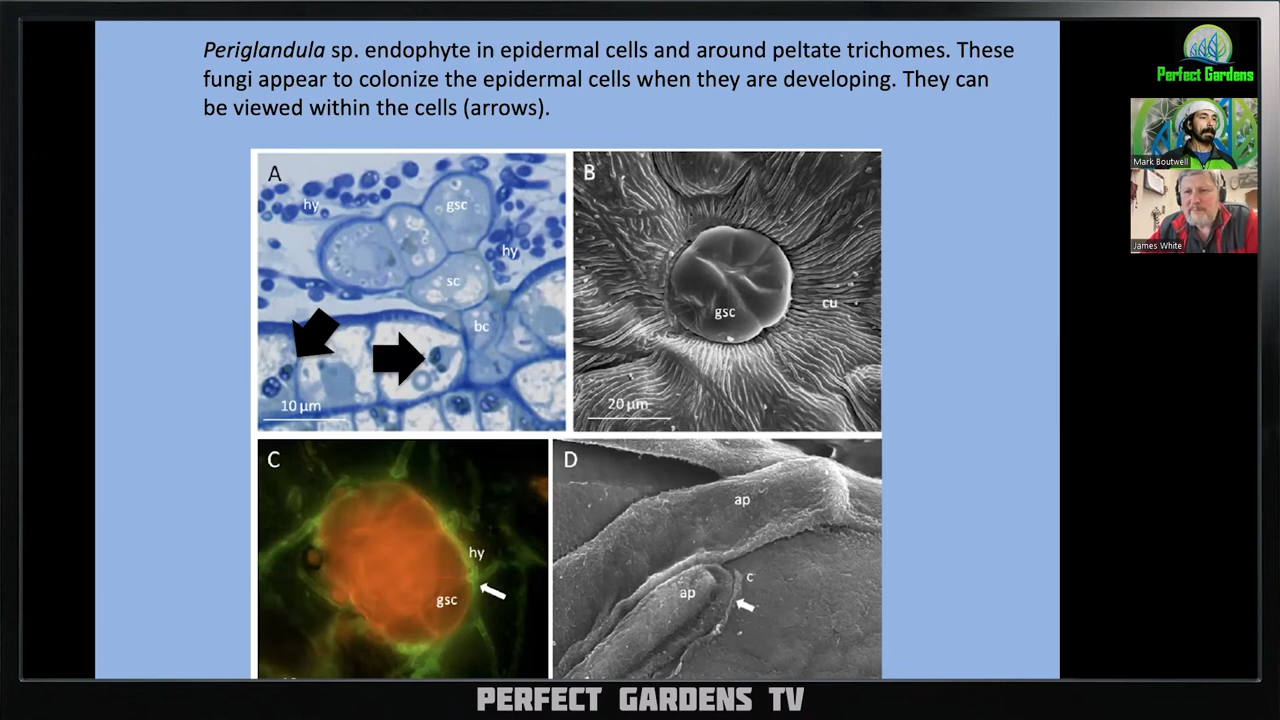 Periglandula sp. endophyte in epidermal cells and around peltate trichomes. These
fungi appear to colonize the epidermal cells when they are developing. They can
be viewed within the cells (arrows).
Perfect Gardens
Mark Boutwell
James White
A
hy
gsc
hy
sc
bc
10 µm
B
gsc
cu
20 µm
C
hy
gsc
D
ap
ap
c
PERFECT GARDENS TV